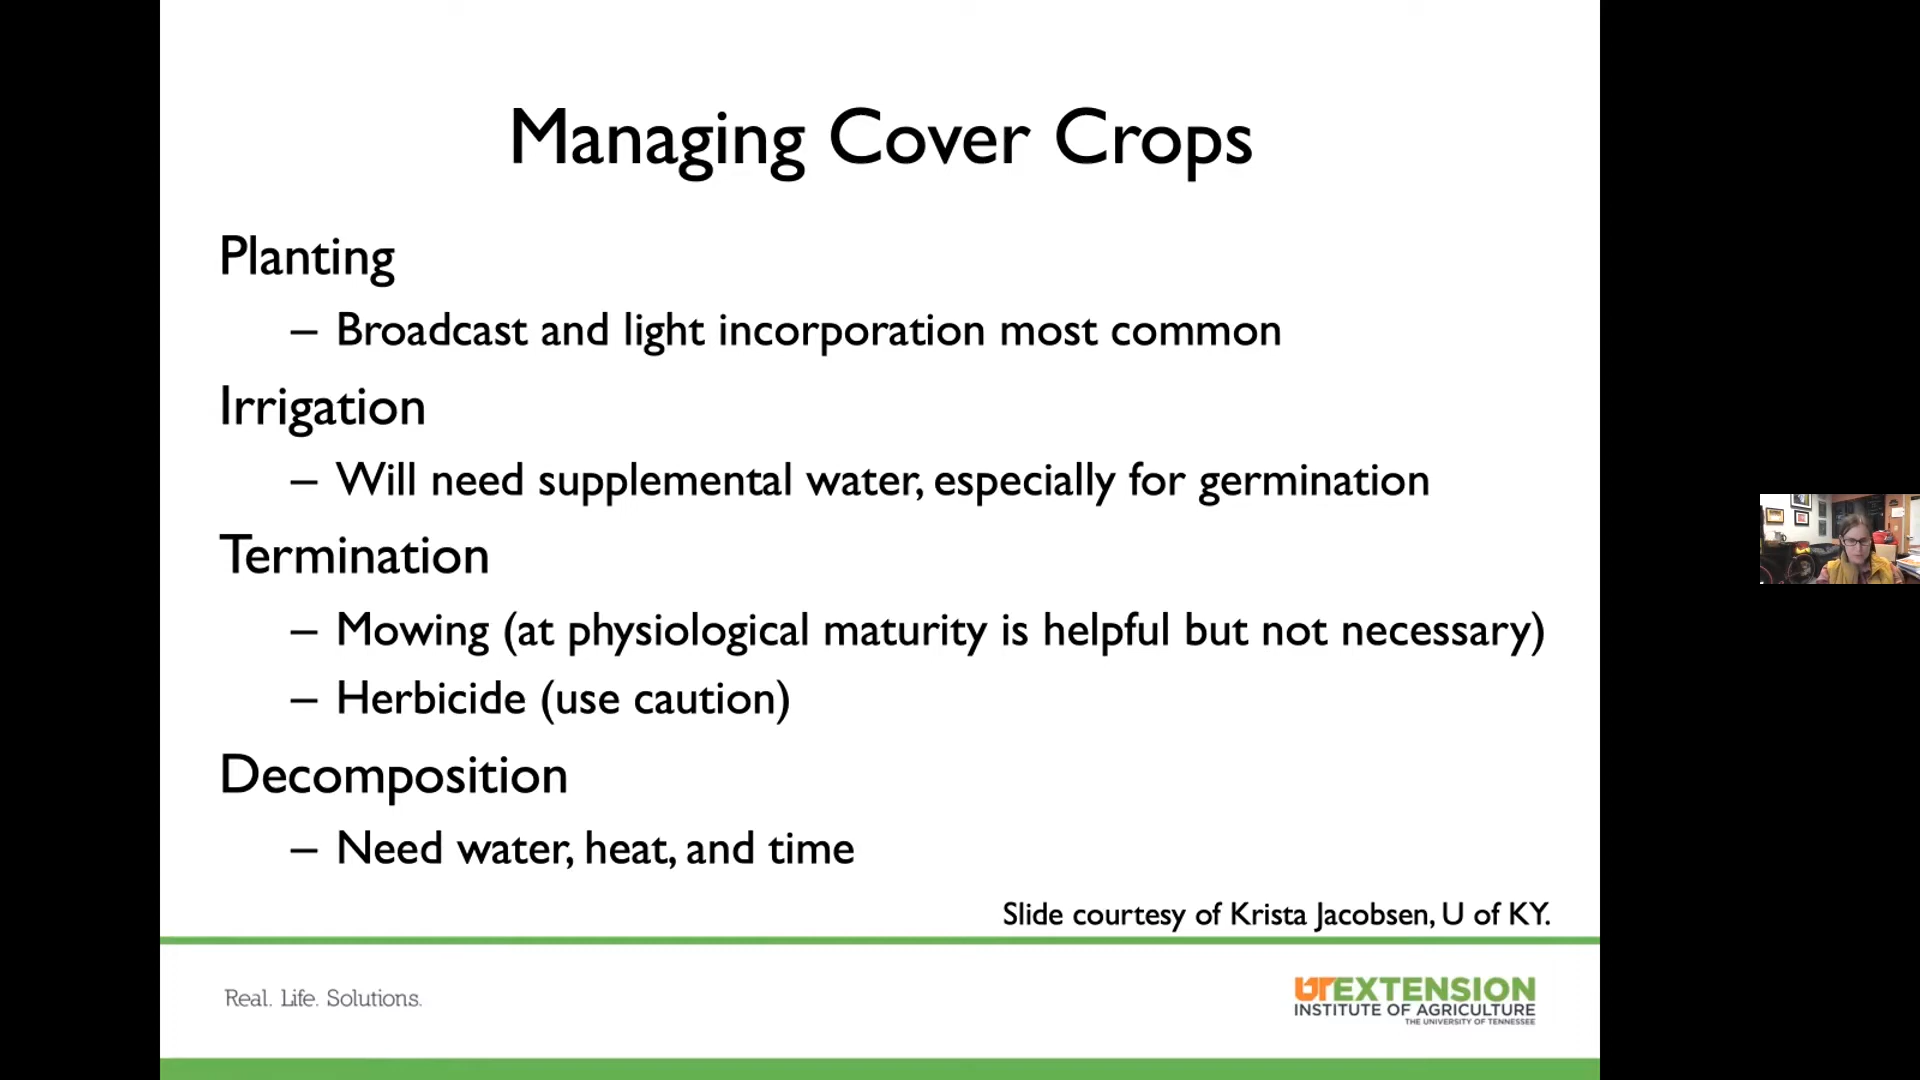 Managing Cover Crops
Planting
– Broadcast and light incorporation most common
Irrigation
– Will need supplemental water, especially for germination
Termination
– Mowing (at physiological maturity is helpful but not necessary)
– Herbicide (use caution)
Decomposition
– Need water, heat, and time
Slide courtesy of Krista Jacobsen, U of KY.
Real. Life. Solutions.
UTEXTENSION
INSTITUTE OF AGRICULTURE
THE UNIVERSITY OF TENNESSEE